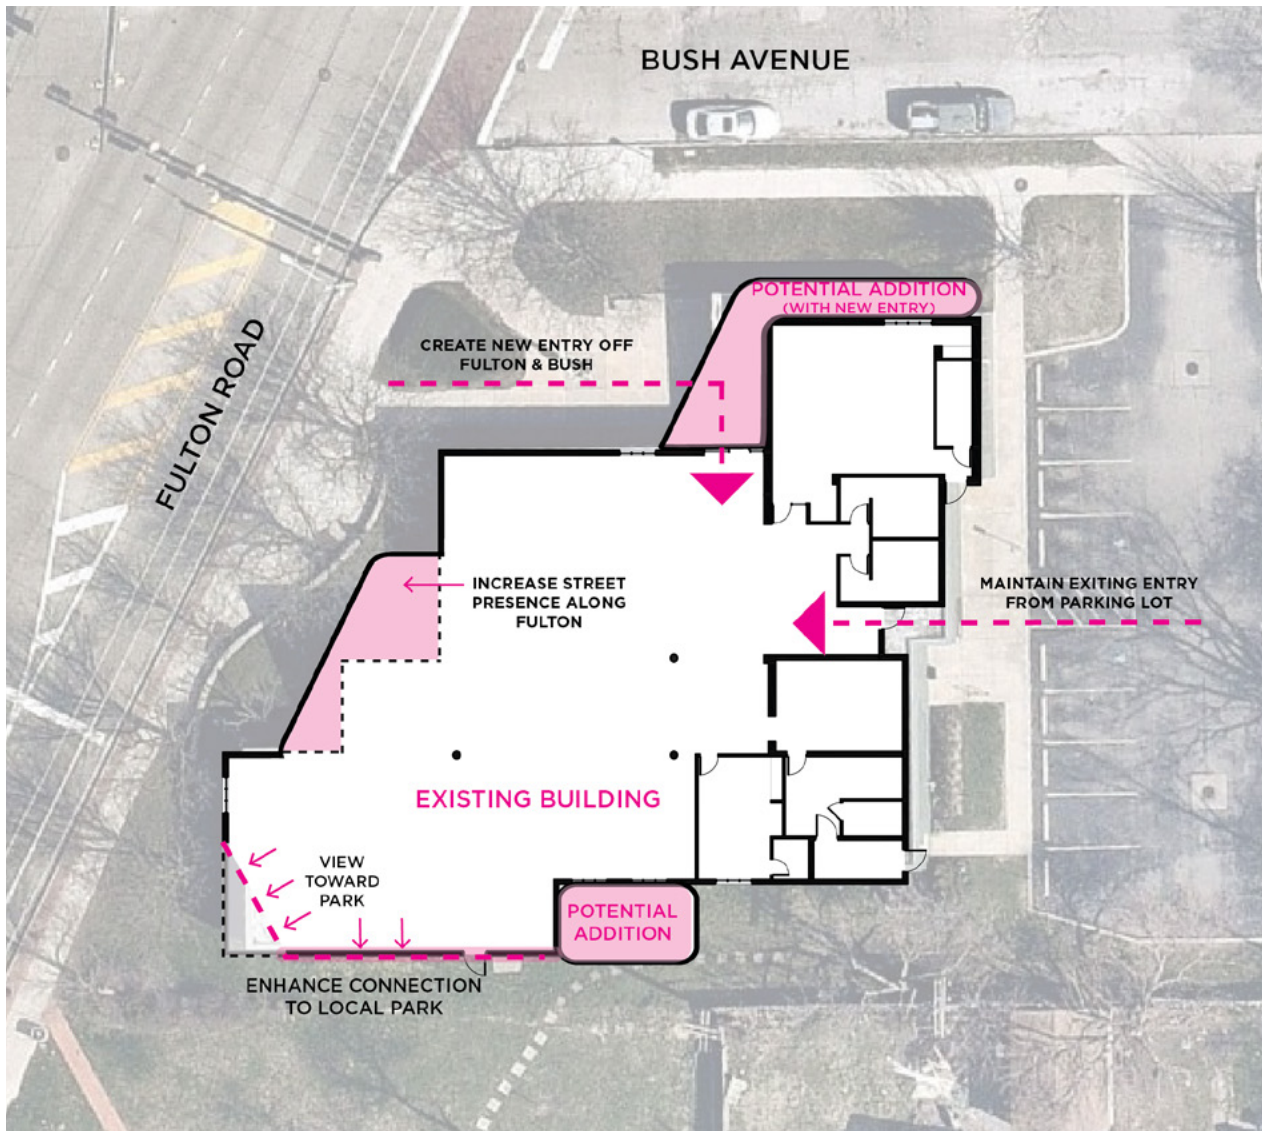 BUSH AVENUE
POTENTIAL ADDITION
(WITH NEW ENTRY)
CREATE NEW ENTRY OFF
FULTON & BUSH
FULTON ROAD
INCREASE STREET
PRESENCE ALONG
FULTON
MAINTAIN EXITING ENTRY
FROM PARKING LOT
EXISTING BUILDING
VIEW
TOWARD
PARK
POTENTIAL
ADDITION
ENHANCE CONNECTION
TO LOCAL PARK